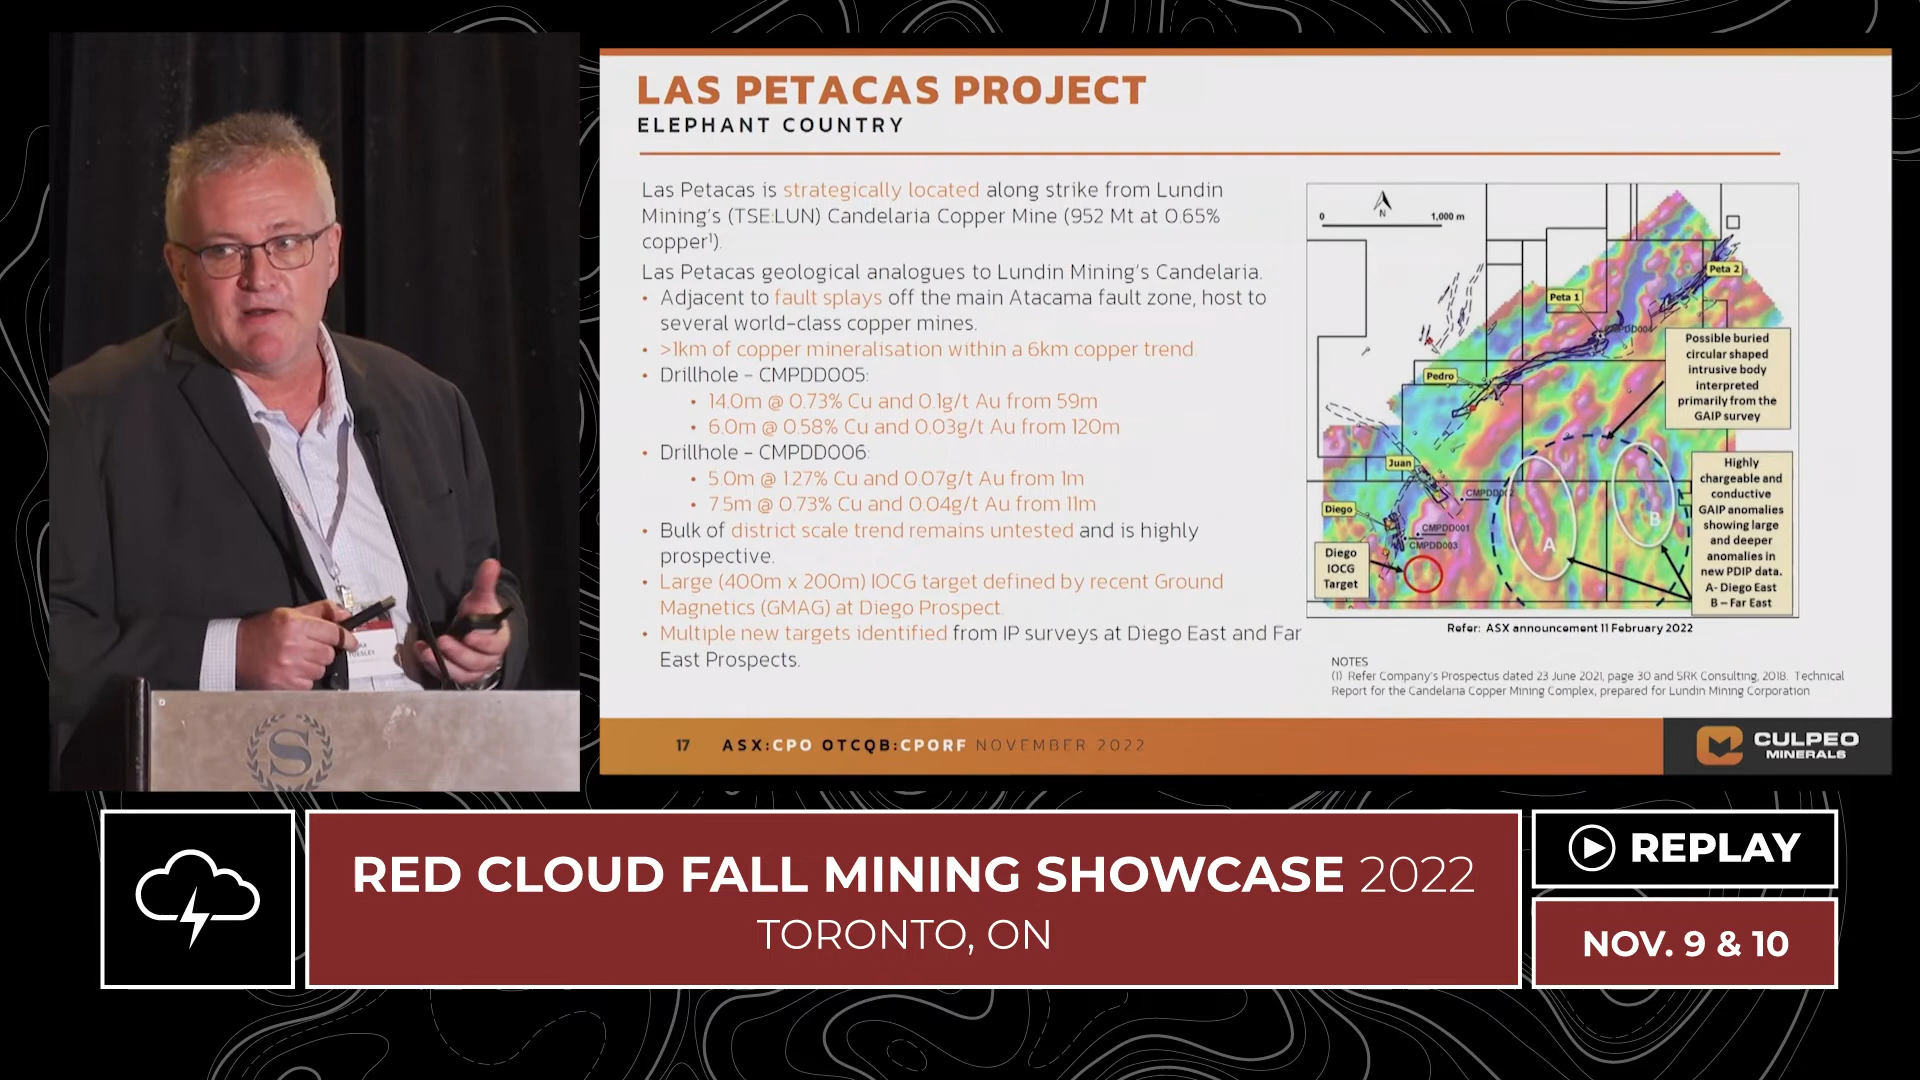 LAS PETACAS PROJECT
ELEPHANT COUNTRY
Las Petacas is strategically located along strike from Lundin
Mining's (TSE:LUN) Candelaria Copper Mine (952 Mt at 0.65%
copper¹).
Las Petacas geological analogues to Lundin Mining's Candelaria.
• Adjacent to fault splays off the main Atacama fault zone, host to
several world-class copper mines.
• >1km of copper mineralisation within a 6km copper trend
• Drillhole – CMPDD005:
• 14.0m @ 0.73% Cu and 0.1g/t Au from 59m
• 6.0m @ 0.58% Cu and 0.03g/t Au from 120m
• Drillhole – CMPDD006:
• 5.0m @ 1.27% Cu and 0.07g/t Au from 1m
• 7.5m @ 0.73% Cu and 0.04g/t Au from 11m
• Bulk of district scale trend remains untested and is highly
prospective.
• Large (400m x 200m) IOCG target defined by recent Ground
Magnetics (GMAG) at Diego Prospect.
• Multiple new targets identified from IP surveys at Diego East and Far
East Prospects.
0 N 1,000 m
Peta 2
Peta 1
CMPDD004
Possible buried
circular shaped
intrusive body
interpreted
primarily from the
GAIP survey
Pedro
Juan
CMPDD002
Diego
CMPDD001
CMPDD003
Diego
IOCG
Target
A
B
Highly
chargeable and
conductive
GAIP anomalies
showing large
and deeper
anomalies in
new PDIP data.
A- Diego East
B – Far East
Refer: ASX announcement 11 February 2022
NOTES
(1) Refer Company's Prospectus dated 23 June 2021, page 30 and SRK Consulting, 2018. Technical
Report for the Candelaria Copper Mining Complex, prepared for Lundin Mining Corporation
17 ASX:CPO OTCQB:CPORF NOVEMBER 2022
CULPEO
MINERALS
S
RED CLOUD FALL MINING SHOWCASE 2022
TORONTO, ON
REPLAY
NOV. 9 & 10